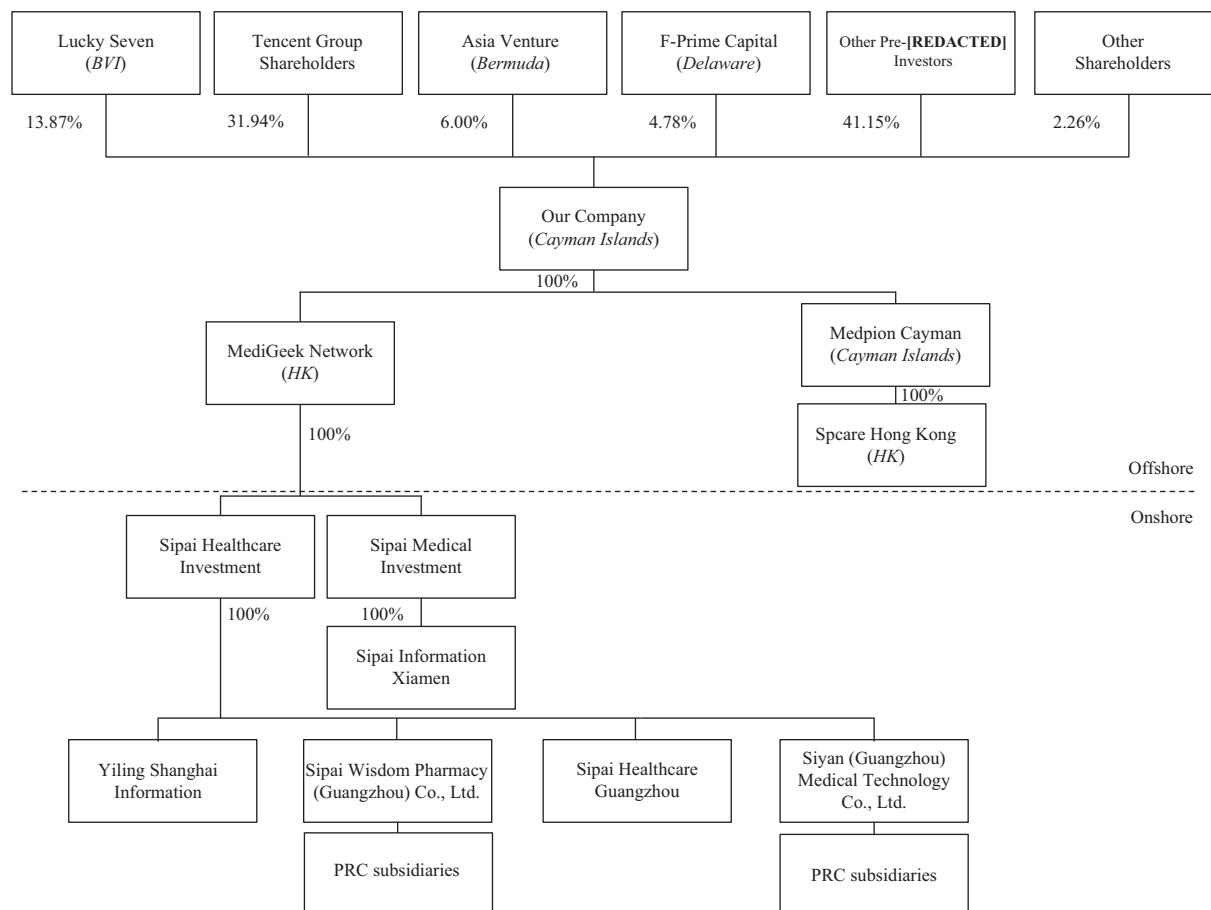 Lucky Seven
(BVI)
Tencent Group
Shareholders
Asia Venture
(Bermuda)
F-Prime Capital
(Delaware)
Other Pre-[REDACTED]
Investors
Other
Shareholders
13.87%
31.94%
6.00%
4.78%
41.15%
2.26%
Our Company
(Cayman Islands)
100%
MediGeek Network
(HK)
Medpion Cayman
(Cayman Islands)
100%
100%
Spcare Hong Kong
(HK)
Offshore
Onshore
Sipai Healthcare
Investment
Sipai Medical
Investment
100%
100%
Sipai Information
Xiamen
Yiling Shanghai
Information
Sipai Wisdom Pharmacy
(Guangzhou) Co., Ltd.
Sipai Healthcare
Guangzhou
Siyan (Guangzhou)
Medical Technology
Co., Ltd.
PRC subsidiaries
PRC subsidiaries